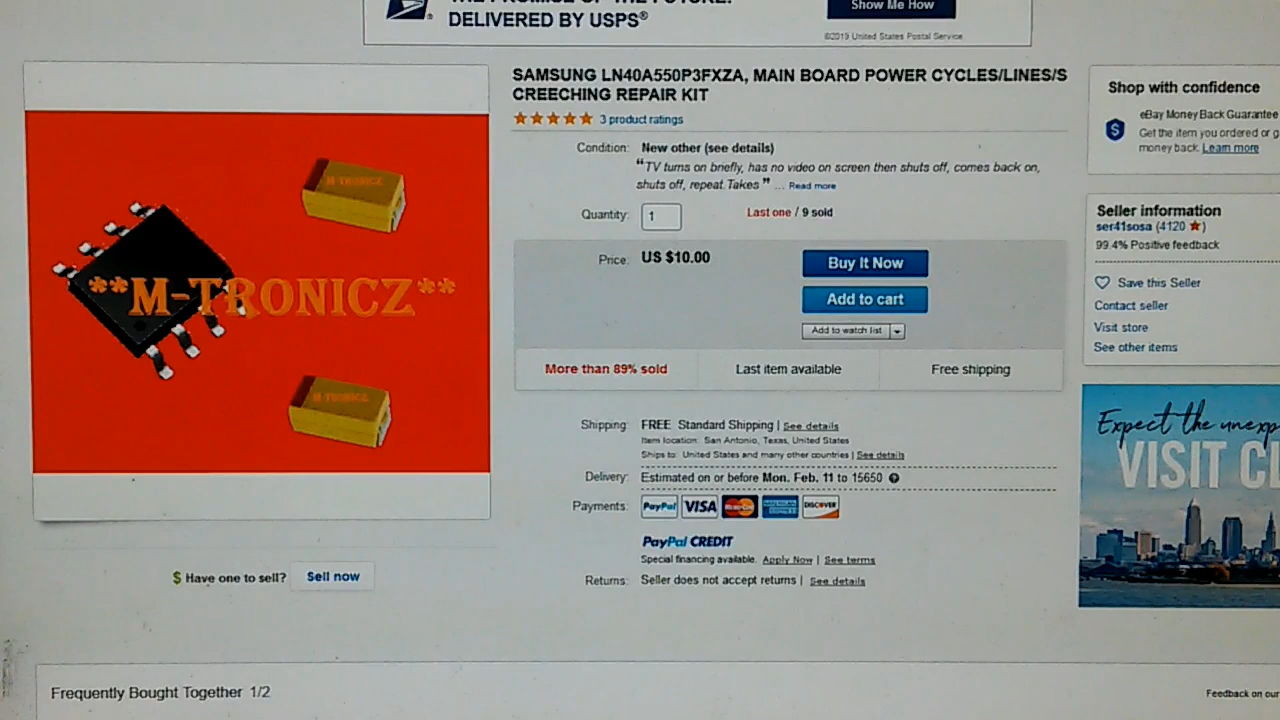 DELIVERED BY USPS®
Show Me How
©2019 United States Postal Service
SAMSUNG LN40A550P3FXZA, MAIN BOARD POWER CYCLES/LINES/S
CREECHING REPAIR KIT
3 product ratings
Shop with confidence
eBay Money Back Guarantee
Get the item you ordered or g
money back. Learn more
Condition: New other (see details)
“TV turns on briefly, has no video on screen then shuts off, comes back on,
shuts off, repeat. Takes ” ... Read more
Quantity: 1 Last one / 9 sold
Seller information
ser41sosa (4120 ★)
99.4% Positive feedback
Save this Seller
Contact seller
Visit store
See other items
Price: US $10.00
Buy It Now
Add to cart
Add to watch list
M-TRONICZ
**M-TRONICZ**
M-TRONICZ
More than 89% sold Last item available Free shipping
Shipping: FREE Standard Shipping | See details
Item location: San Antonio, Texas, United States
Ships to: United States and many other countries | See details
Delivery: Estimated on or before Mon. Feb. 11 to 15650
Payments: PayPal VISA DISCOVER
PayPal CREDIT
Special financing available. Apply Now | See terms
Returns: Seller does not accept returns | See details
Expect the unexp
VISIT CL
$ Have one to sell? Sell now
Frequently Bought Together 1/2
Feedback on our